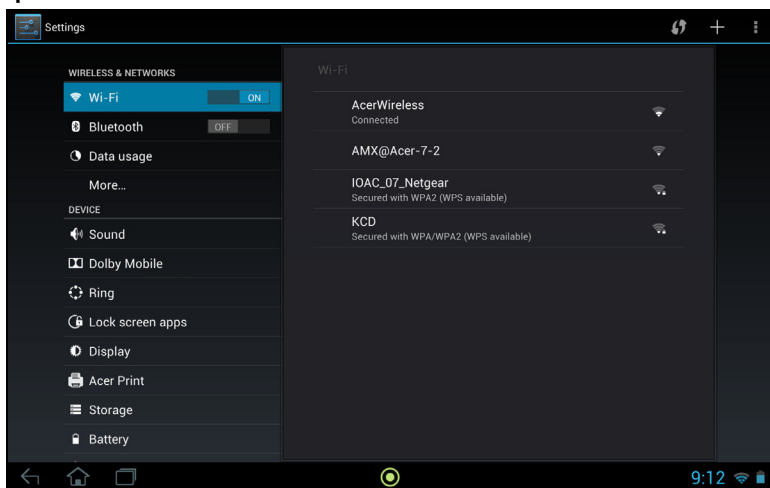 Settings
WIRELESS & NETWORKS
Wi-Fi
ON
Bluetooth
OFF
Data usage
More...
DEVICE
Sound
Dolby Mobile
Ring
Lock screen apps
Display
Acer Print
Storage
Battery
Wi-Fi
AcerWireless
Connected
AMX@Acer-7-2
IOAC_07_Netgear
Secured with WPA2 (WPS available)
KCD
Secured with WPA/WPA2 (WPS available)
9:12